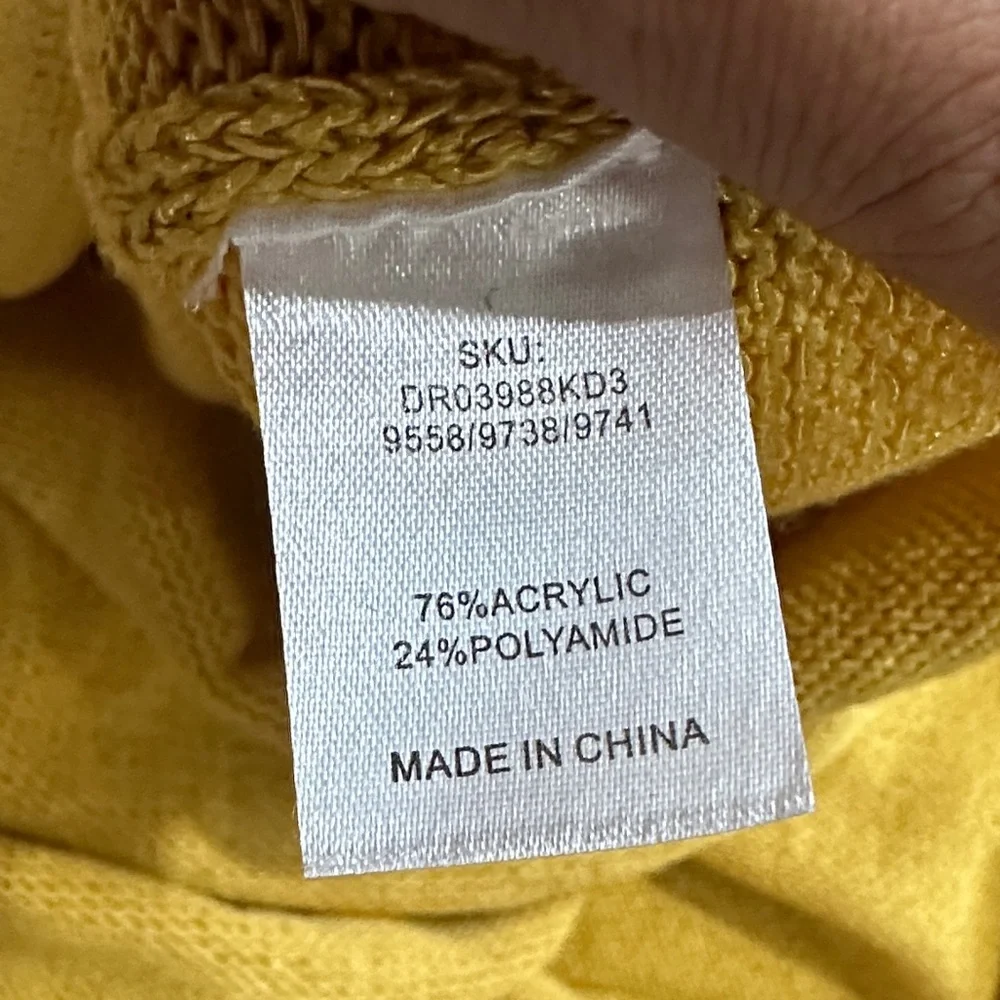 SKU:
DR03988KD3
9558/9738/9741
76%ACRYLIC
24%POLYAMIDE
MADE IN CHINA